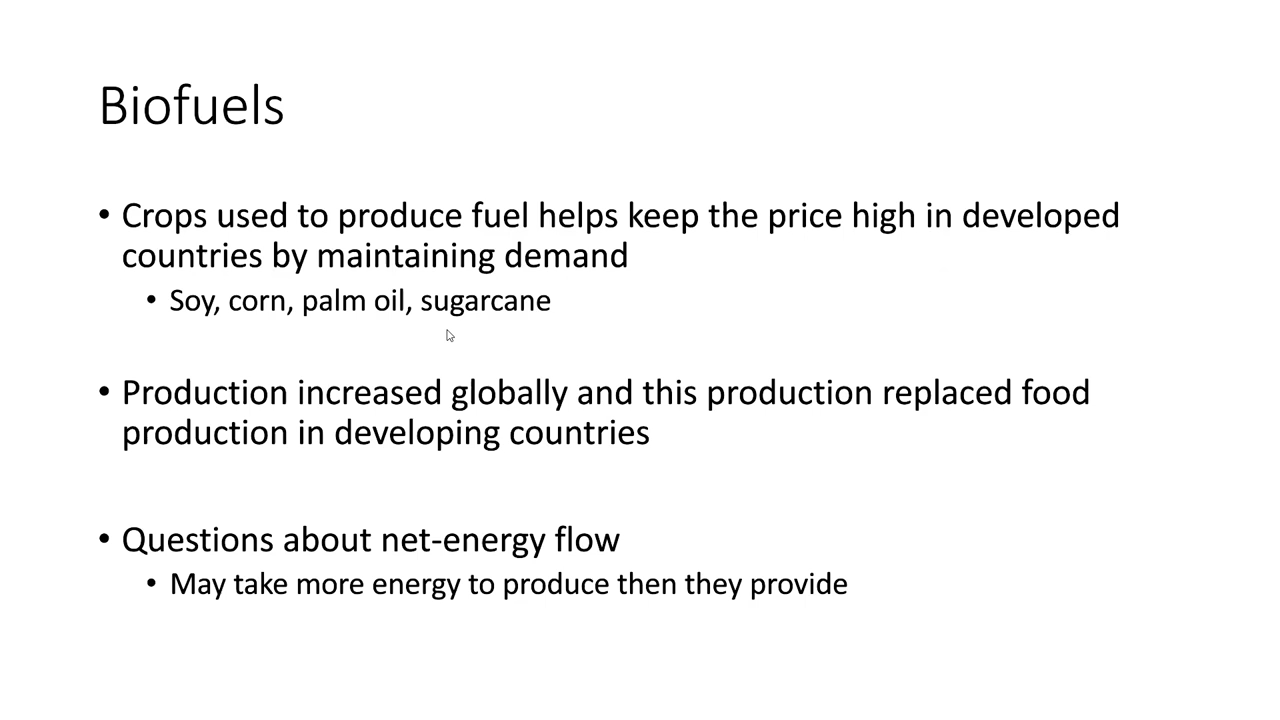 Biofuels
• Crops used to produce fuel helps keep the price high in developed
countries by maintaining demand
• Soy, corn, palm oil, sugarcane
• Production increased globally and this production replaced food
production in developing countries
• Questions about net-energy flow
• May take more energy to produce then they provide